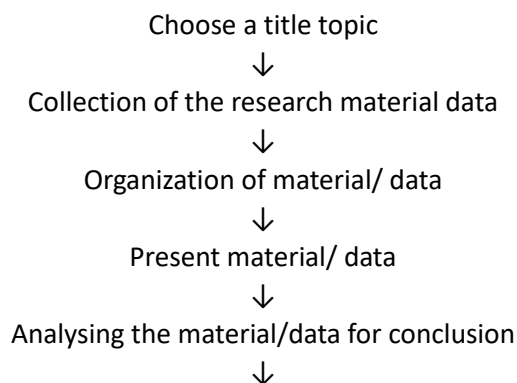 Choose a title topic
↓
Collection of the research material data
↓
Organization of material/ data
↓
Present material/ data
↓
Analysing the material/data for conclusion
↓